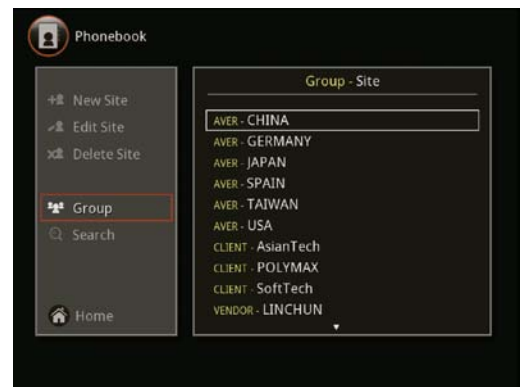 Phonebook
New Site
Edit Site
Delete Site
Group
Search
Home
Group - Site
AVER - CHINA
AVER - GERMANY
AVER - JAPAN
AVER - SPAIN
AVER - TAIWAN
AVER - USA
CLIENT - AsianTech
CLIENT - POLYMAX
CLIENT - SoftTech
VENDOR - LINCHUN